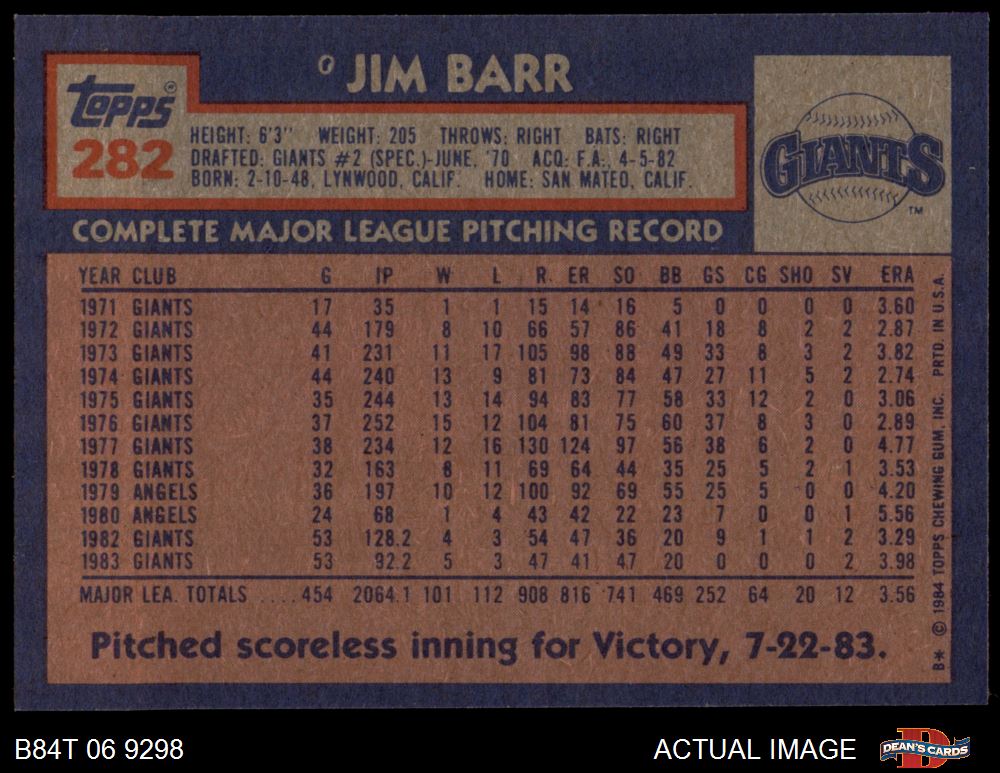 JIM BARR
TOPPS®
282
HEIGHT: 6'3" WEIGHT: 205 THROWS: RIGHT BATS: RIGHT
DRAFTED: GIANTS #2 (SPEC.)-JUNE, '70 ACQ: F.A., 4-5-82
BORN: 2-10-48, LYNWOOD, CALIF. HOME: SAN MATEO, CALIF.
GIANTS
TM
COMPLETE MAJOR LEAGUE PITCHING RECORD
YEAR CLUB G IP W L R ER SO BB GS CG SHO SV ERA
1971 GIANTS 17 35 1 1 15 14 16 5 0 0 0 0 3.60
1972 GIANTS 44 179 8 10 66 57 86 41 18 8 2 2 2.87
1973 GIANTS 41 231 11 17 105 98 88 49 33 8 3 2 3.82
1974 GIANTS 44 240 13 9 81 73 84 47 27 11 5 2 2.74
1975 GIANTS 35 244 13 14 94 83 77 58 33 12 2 0 3.06
1976 GIANTS 37 252 15 12 104 81 75 60 37 8 3 0 2.89
1977 GIANTS 38 234 12 16 130 124 97 56 38 6 2 0 4.77
1978 GIANTS 32 163 8 11 69 64 44 35 25 5 2 1 3.53
1979 ANGELS 36 197 10 12 100 92 69 55 25 5 0 0 4.20
1980 ANGELS 24 68 1 4 43 42 22 23 7 0 0 1 5.56
1982 GIANTS 53 128.2 4 3 54 47 36 20 9 1 1 2 3.29
1983 GIANTS 53 92.2 5 3 47 41 47 20 0 0 0 2 3.98
MAJOR LEA. TOTALS ....454 2064.1 101 112 908 816 741 469 252 64 20 12 3.56
Pitched scoreless inning for Victory, 7-22-83.
B* © 1984 TOPPS CHEWING GUM, INC. PRTD. IN U.S.A.
B84T 06 9298
ACTUAL IMAGE
B
DEAN'S CARDS